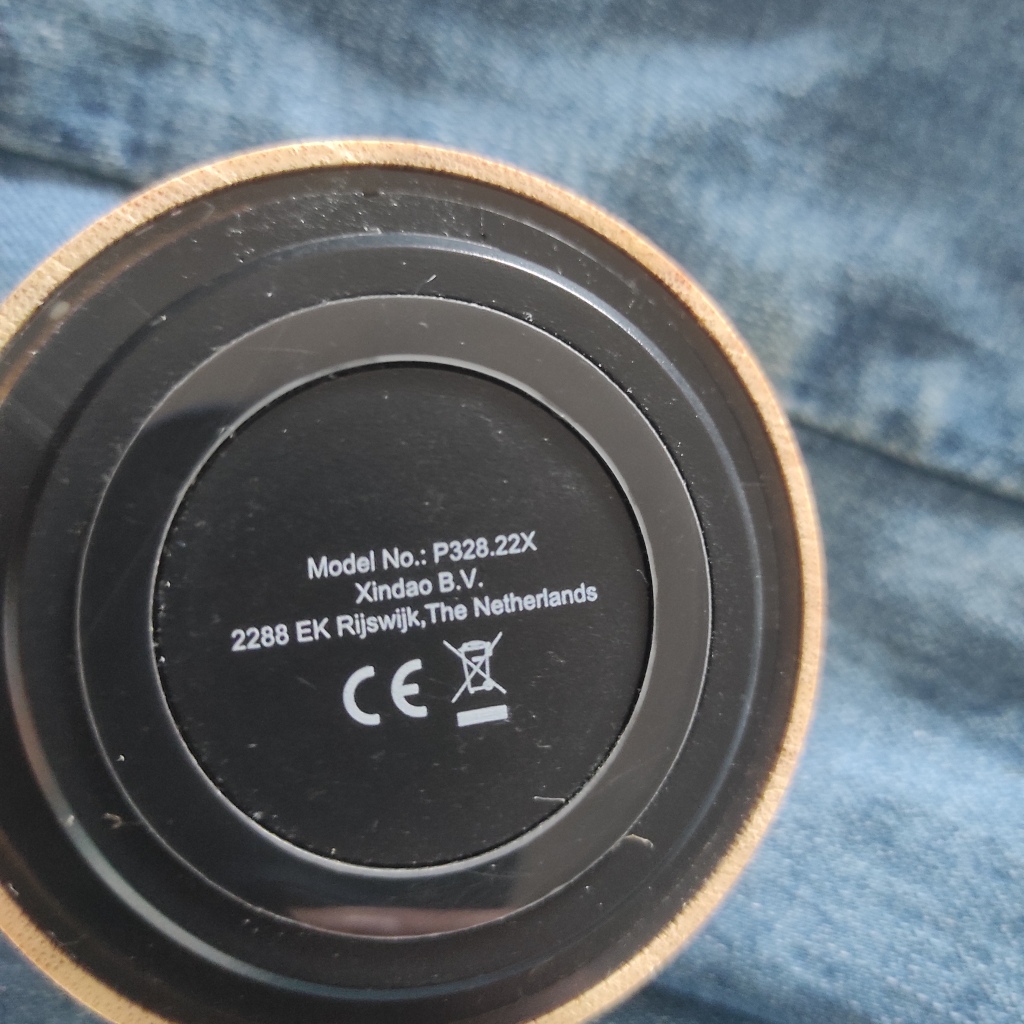 Model No.: P328.22X
Xindao B.V.
2288 EK Rijswijk,The Netherlands
CE